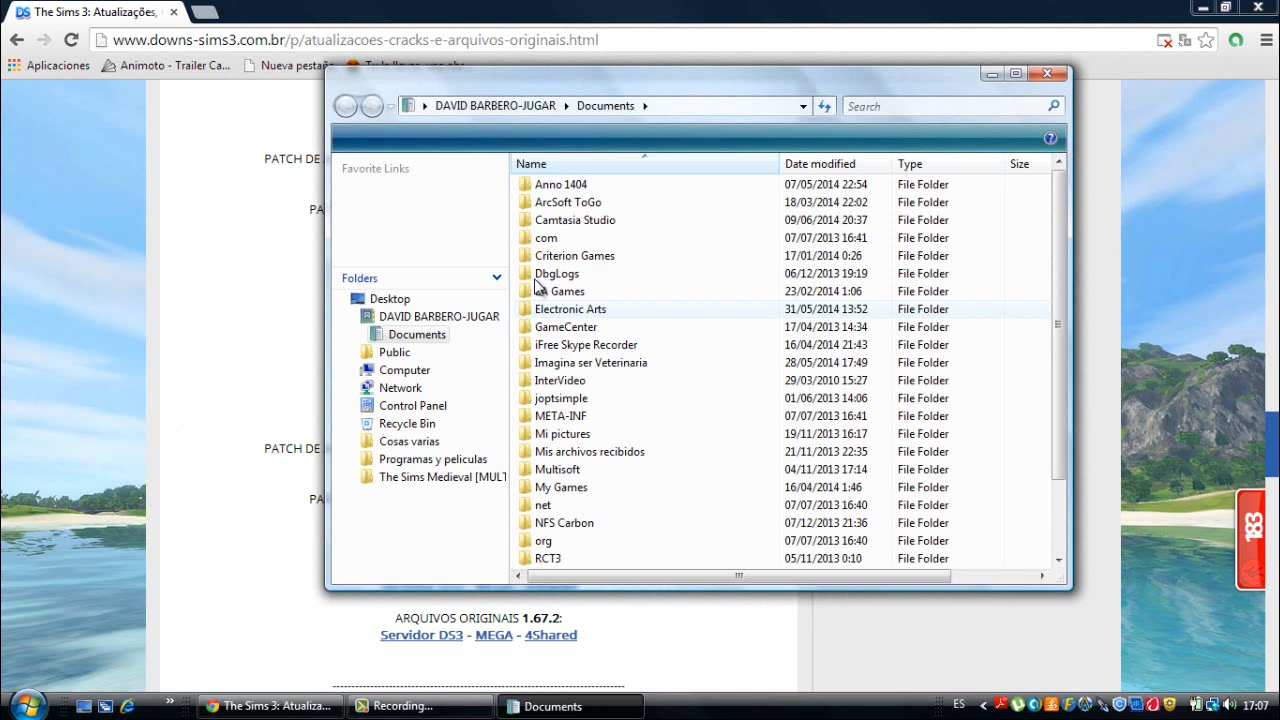 The Sims 3: Atualizações,
www.downs-sims3.com.br/p/atualizacoes-cracks-e-arquivos-originais.html
Aplicaciones
Animoto - Trailer Ca...
Nueva pestaña
DAVID BARBERO-JUGAR
Documents
Search
Favorite Links
Folders
Desktop
DAVID BARBERO-JUGAR
Documents
Public
Computer
Network
Control Panel
Recycle Bin
Cosas varias
Programas y peliculas
The Sims Medieval [MULT
Name Date modified Type Size
Anno 1404 07/05/2014 22:54 File Folder
ArcSoft ToGo 18/03/2014 22:02 File Folder
Camtasia Studio 09/06/2014 20:37 File Folder
com 07/07/2013 16:41 File Folder
Criterion Games 17/01/2014 0:26 File Folder
DbgLogs 06/12/2013 19:19 File Folder
EA Games 23/02/2014 1:06 File Folder
Electronic Arts 31/05/2014 13:52 File Folder
GameCenter 17/04/2013 14:34 File Folder
iFree Skype Recorder 16/04/2014 21:43 File Folder
Imagina ser Veterinaria 28/05/2014 17:49 File Folder
InterVideo 29/03/2010 15:27 File Folder
joptsimple 01/06/2013 14:06 File Folder
META-INF 07/07/2013 16:41 File Folder
Mi pictures 19/11/2013 16:17 File Folder
Mis archivos recibidos 21/11/2013 22:35 File Folder
Multisoft 04/11/2013 17:14 File Folder
My Games 16/04/2014 1:46 File Folder
net 07/07/2013 16:40 File Folder
NFS Carbon 07/12/2013 21:36 File Folder
org 07/07/2013 16:40 File Folder
RCT3 05/11/2013 0:10 File Folder
PATCH DE
PA
PATCH DE
PA
ARQUIVOS ORIGINAIS 1.67.2:
Servidor DS3 - MEGA - 4Shared
------------------------------------------------------------
183
The Sims 3: Atualiza...
Recording...
Documents
ES
17:07